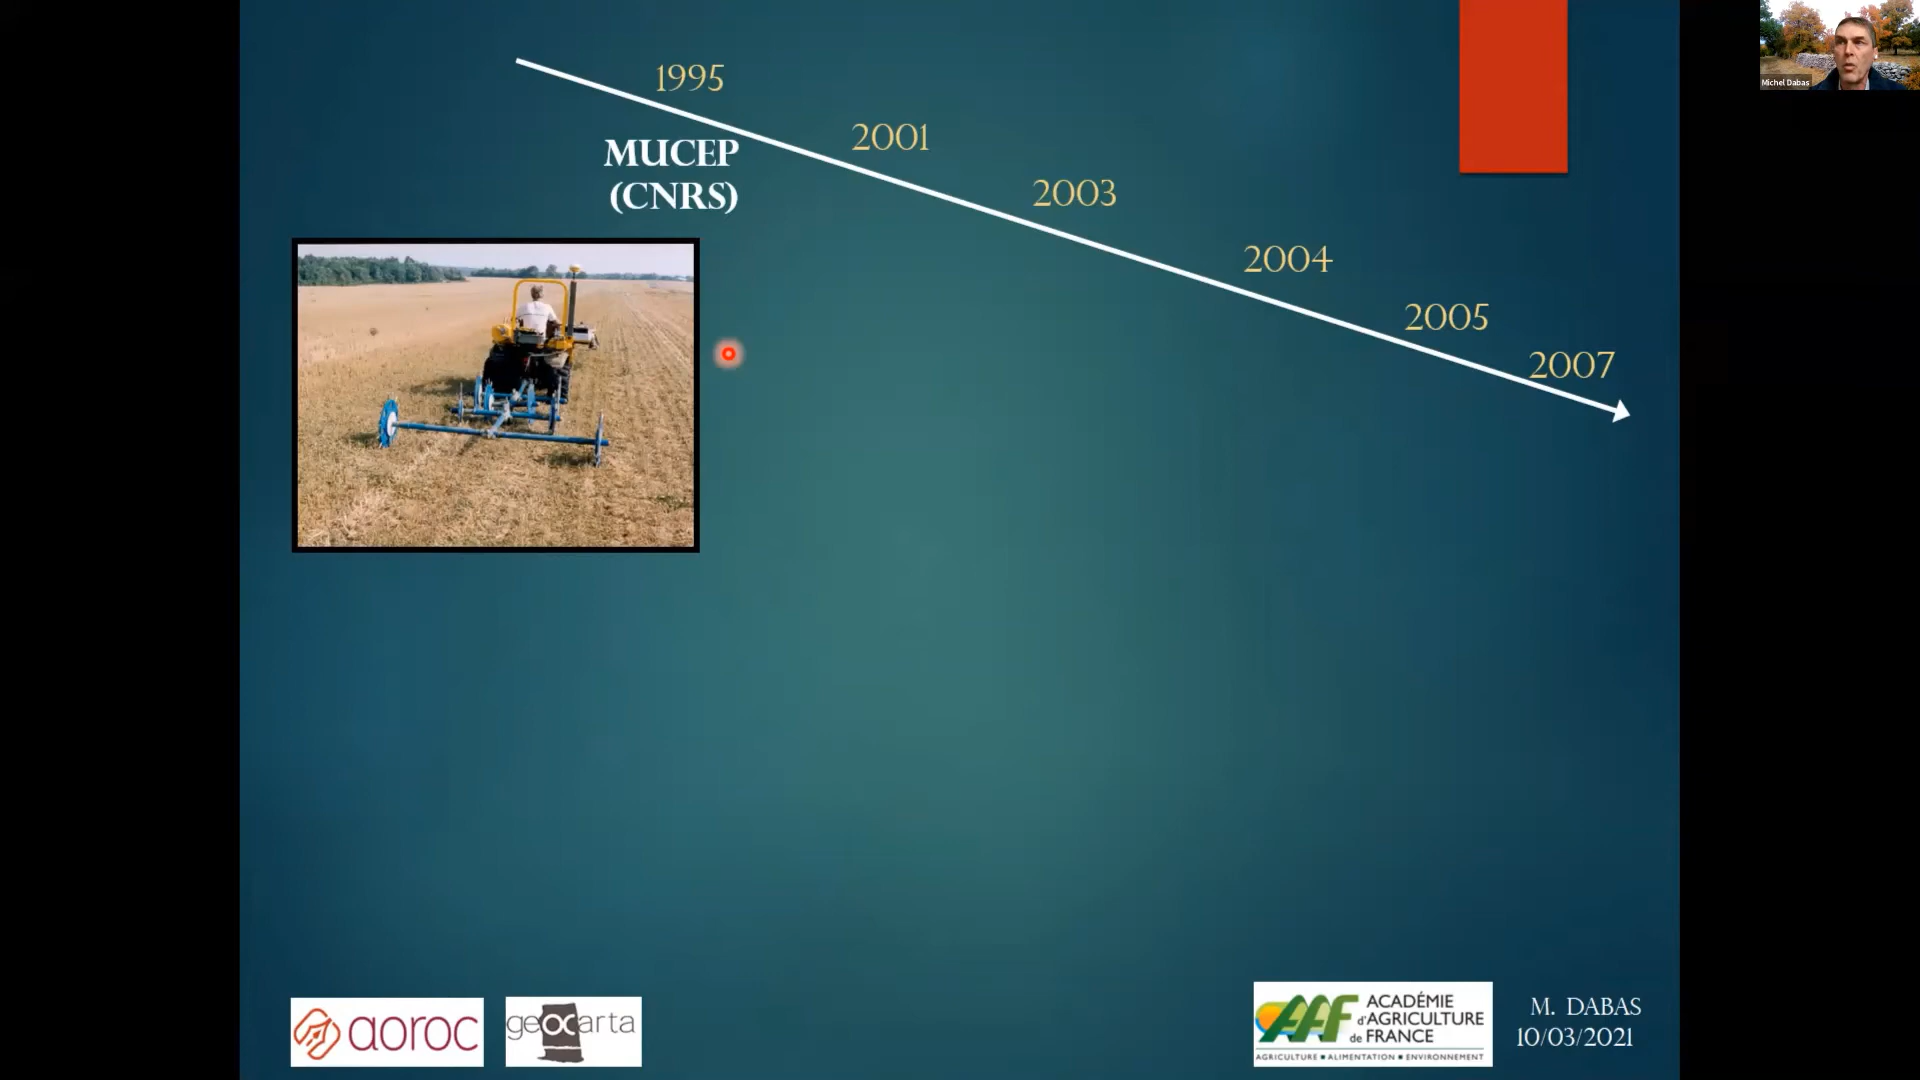 1995
2001
2003
2004
2005
2007
MUCEP
(CNRS)
Michel Dabas
aoroc
geocarta
AAF
ACADÉMIE
d'AGRICULTURE
de FRANCE
AGRICULTURE ■ ALIMENTATION ■ ENVIRONNEMENT
M. DABAS
10/03/2021